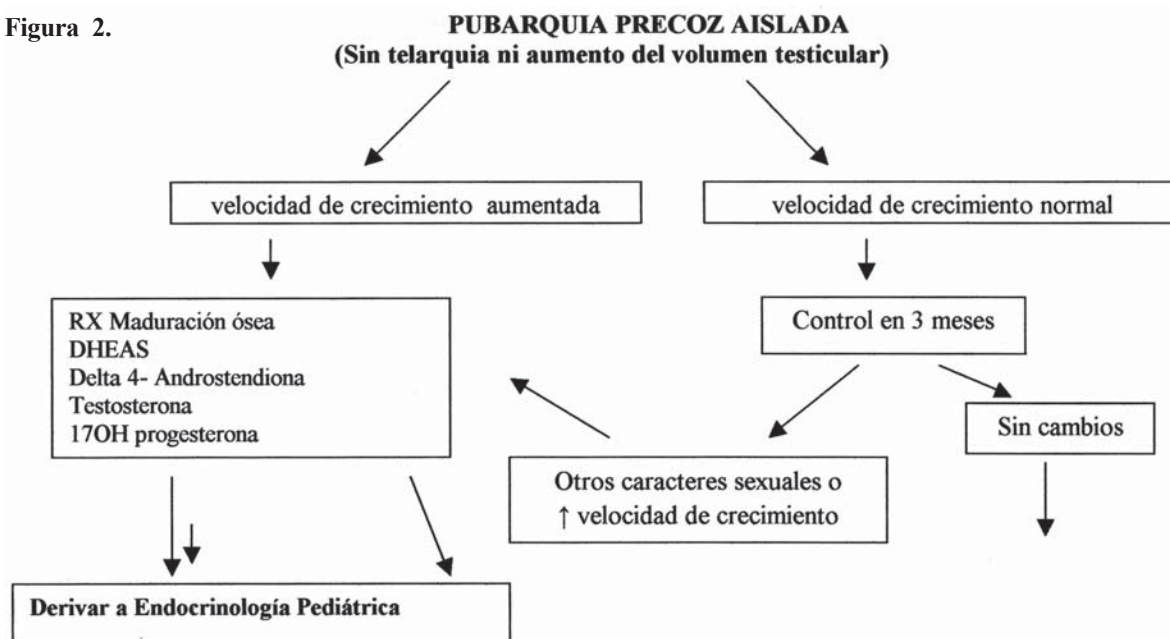 Figura 2.
PUBARQUIA PRECOZ AISLADA
(Sin telarquia ni aumento del volumen testicular)
velocidad de crecimiento aumentada
velocidad de crecimiento normal
RX Maduración ósea
DHEAS
Delta 4- Androstendiona
Testosterona
17OH progesterona
Control en 3 meses
Sin cambios
Otros caracteres sexuales o
↑ velocidad de crecimiento
Derivar a Endocrinología Pediátrica